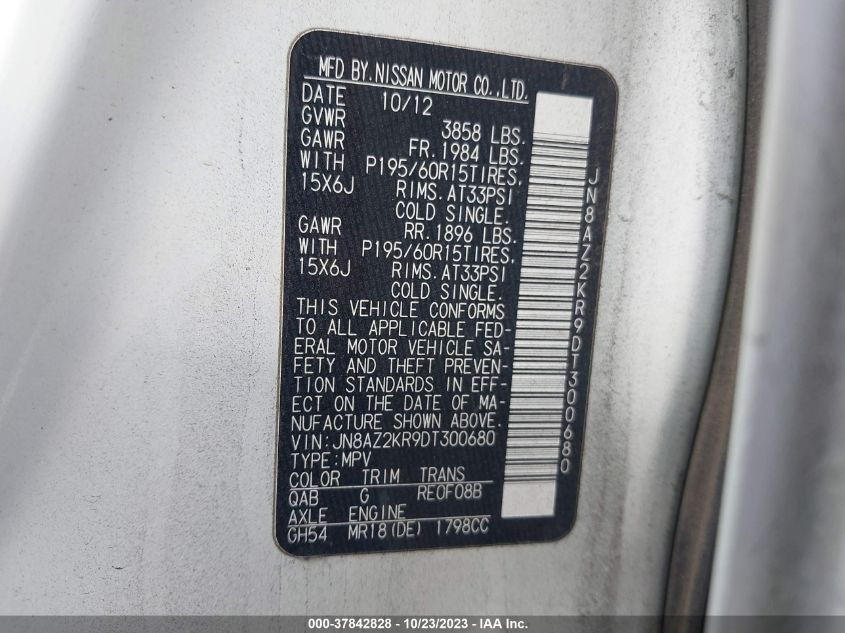 MFD BY.NISSAN MOTOR CO.,LTD.
DATE 10/12
GVWR 3858 LBS.
GAWR FR. 1984 LBS.
WITH P195/60R15TIRES,
15X6J RIMS. AT33PSI
COLD SINGLE.
GAWR RR. 1896 LBS.
WITH P195/60R15TIRES,
15X6J RIMS. AT33PSI
COLD SINGLE.
THIS VEHICLE CONFORMS
TO ALL APPLICABLE FED-
ERAL MOTOR VEHICLE SA-
FETY AND THEFT PREVEN-
TION STANDARDS IN EFF-
ECT ON THE DATE OF MA-
NUFACTURE SHOWN ABOVE.
VIN:JN8AZ2KR9DT300680
TYPE:MPV
COLOR TRIM TRANS
QAB G RE0F08B
AXLE ENGINE
GH54 MR18(DE) 1798CC
JN8AZ2KR9DT300680
000-37842828 - 10/23/2023 - IAA Inc.